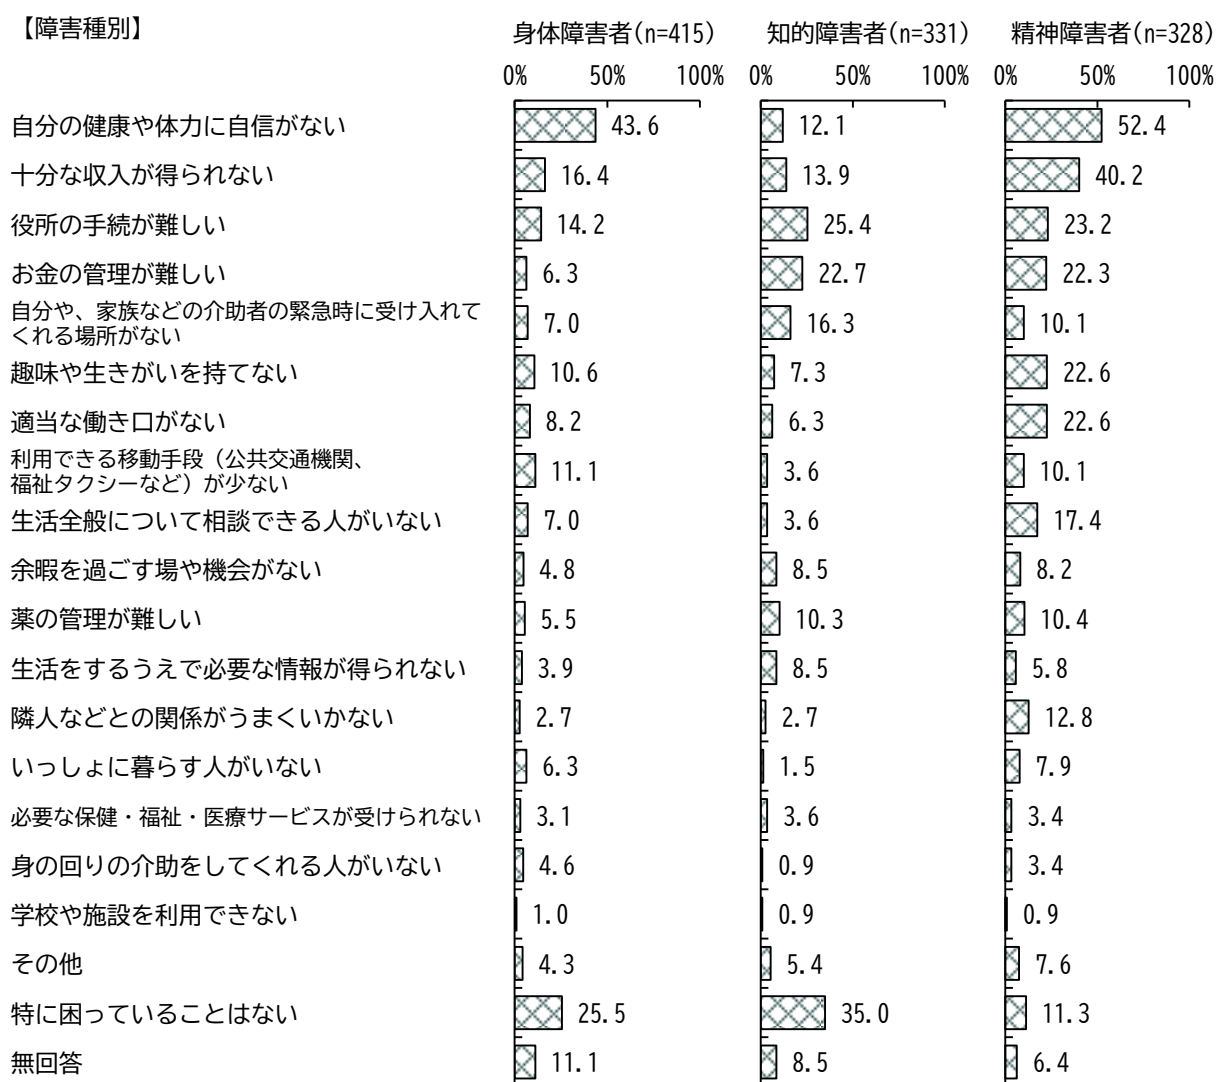 【障害種別】
身体障害者(n=415) 知的障害者(n=331) 精神障害者(n=328)
0% 50% 100% 0% 50% 100% 0% 50% 100%
自分の健康や体力に自信がない 43.6 12.1 52.4
十分な収入が得られない 16.4 13.9 40.2
役所の手続が難しい 14.2 25.4 23.2
お金の管理が難しい 6.3 22.7 22.3
自分や、家族などの介助者の緊急時に受け入れて
くれる場所がない 7.0 16.3 10.1
趣味や生きがいを持てない 10.6 7.3 22.6
適当な働き口がない 8.2 6.3 22.6
利用できる移動手段（公共交通機関、
福祉タクシーなど）が少ない 11.1 3.6 10.1
生活全般について相談できる人がいない 7.0 3.6 17.4
余暇を過ごす場や機会がない 4.8 8.5 8.2
薬の管理が難しい 5.5 10.3 10.4
生活をするうえで必要な情報が得られない 3.9 8.5 5.8
隣人などとの関係がうまくいかない 2.7 2.7 12.8
いっしょに暮らす人がいない 6.3 1.5 7.9
必要な保健・福祉・医療サービスが受けられない 3.1 3.6 3.4
身の回りの介助をしてくれる人がいない 4.6 0.9 3.4
学校や施設を利用できない 1.0 0.9 0.9
その他 4.3 5.4 7.6
特に困っていることはない 25.5 35.0 11.3
無回答 11.1 8.5 6.4